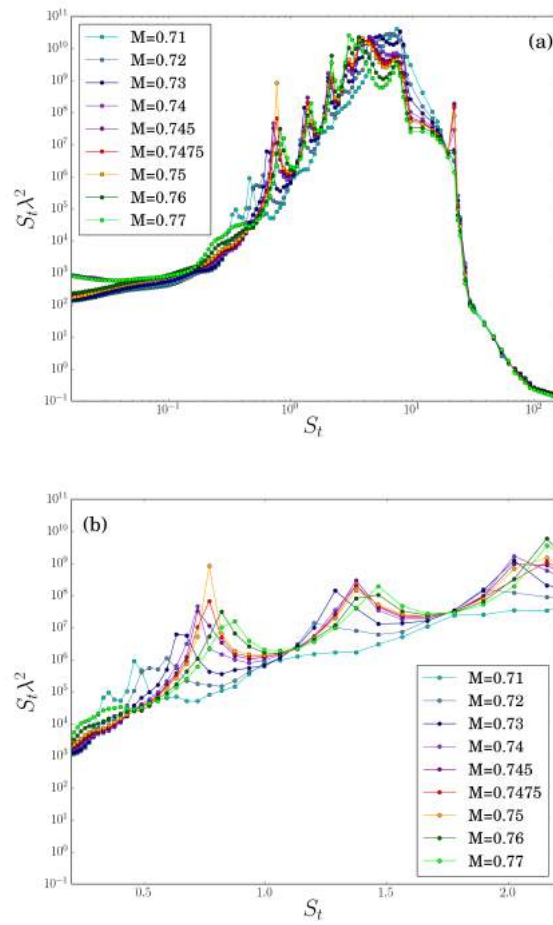 10^11
10^10
10^9
10^8
10^7
10^6
10^5
10^4
10^3
10^2
10^1
10^0
10^-1
S_tλ^2
M=0.71
M=0.72
M=0.73
M=0.74
M=0.745
M=0.7475
M=0.75
M=0.76
M=0.77
(a)
10^-1 10^0 10^1 10^2
S_t
10^11
10^10
10^9
10^8
10^7
10^6
10^5
10^4
10^3
10^2
10^1
10^0
10^-1
S_tλ^2
(b)
M=0.71
M=0.72
M=0.73
M=0.74
M=0.745
M=0.7475
M=0.75
M=0.76
M=0.77
0.5 1.0 1.5 2.0
S_t